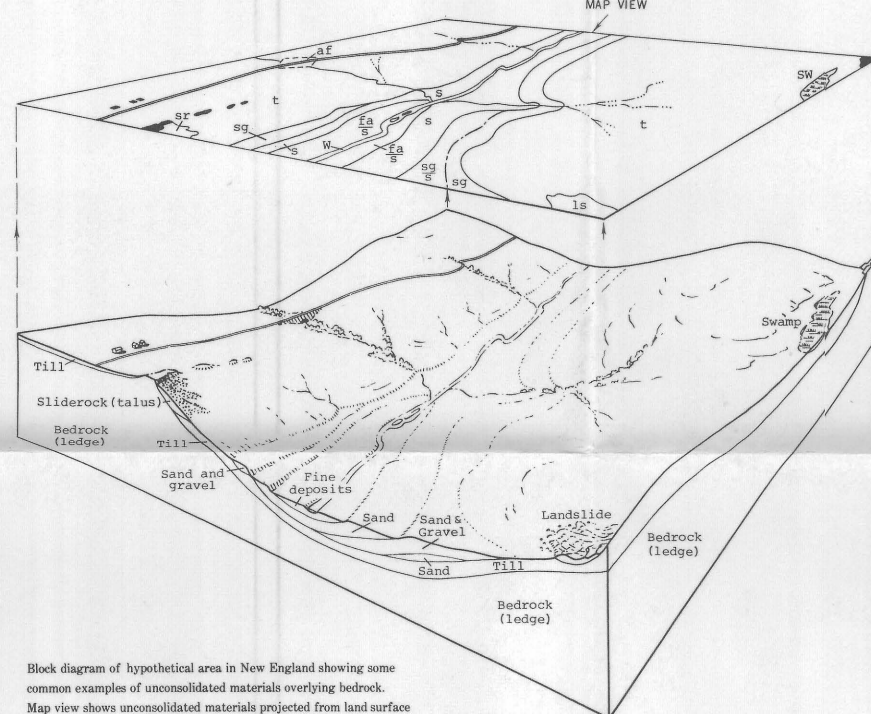 MAP VIEW
af
SW
t
sr
s
sg
s
fa
s
s
t
W
fa
s
sg
s
sg
ls
Swamp
Till
Sliderock (talus)
Bedrock
(ledge)
Till
Sand and
gravel
Fine
deposits
Sand
Sand &
Gravel
Landslide
Sand
Till
Bedrock
(ledge)
Bedrock
(ledge)
Block diagram of hypothetical area in New England showing some
common examples of unconsolidated materials overlying bedrock.
Map view shows unconsolidated materials projected from land surface